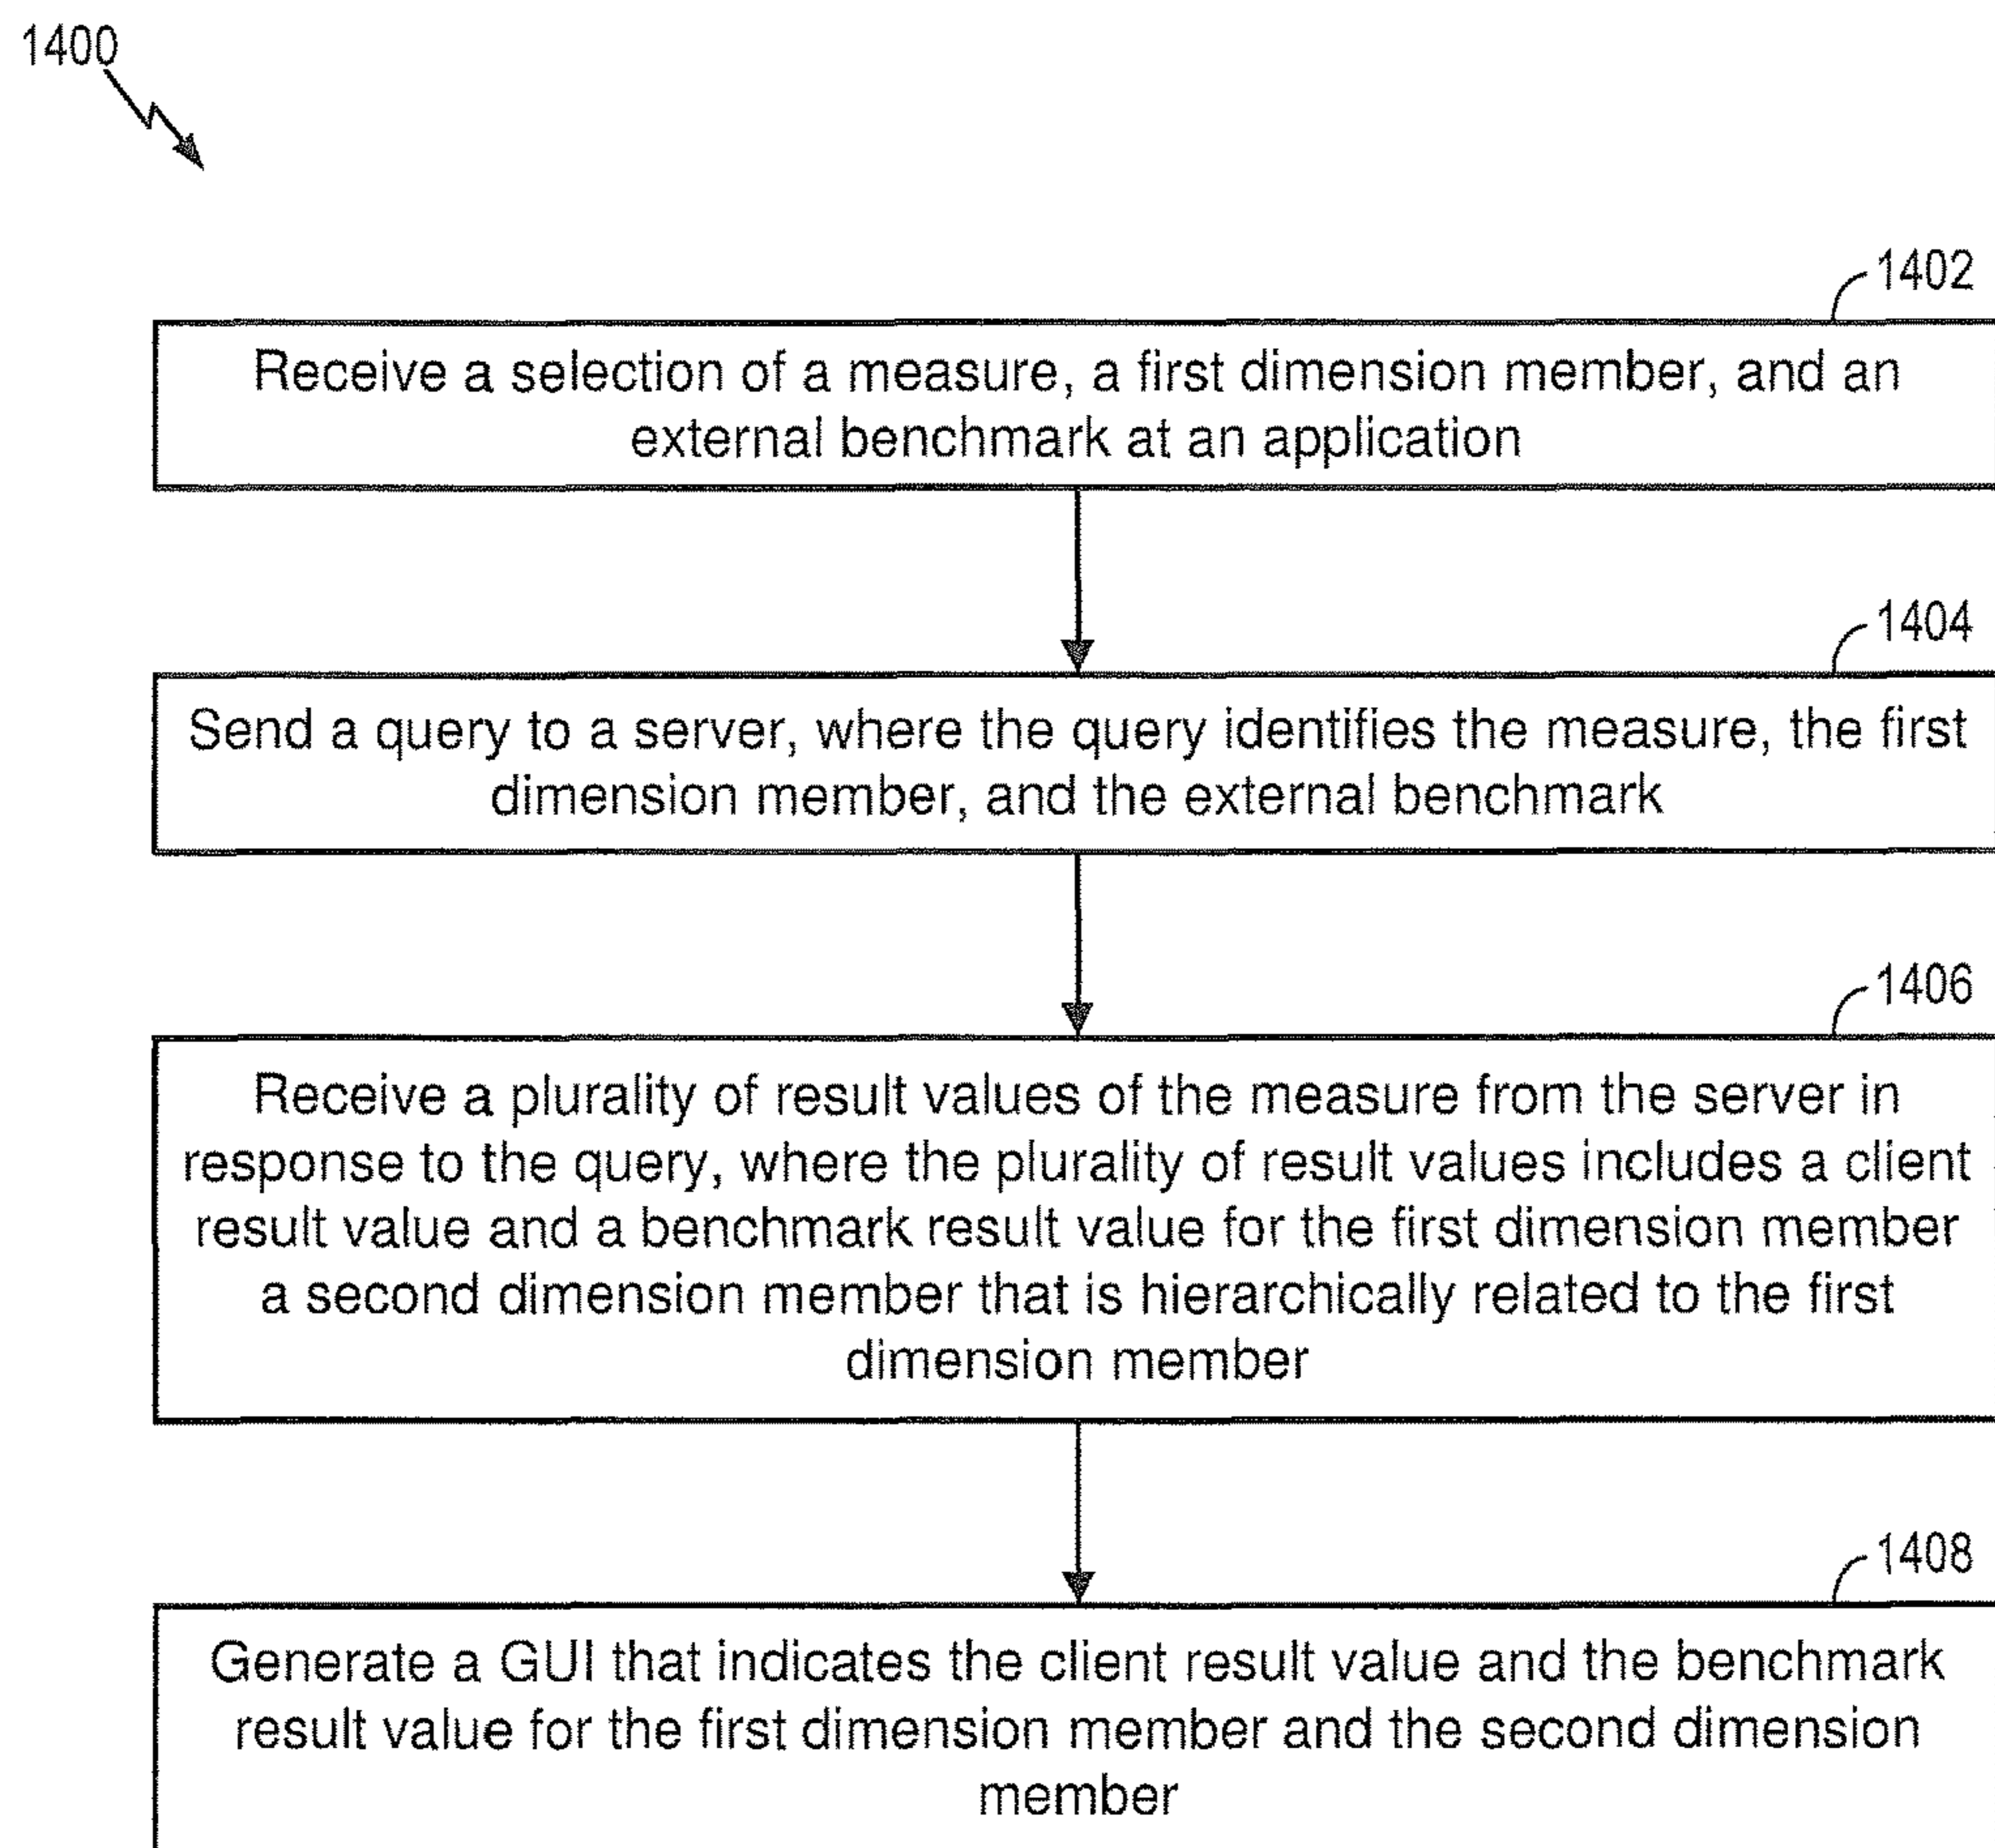 1400
1402
Receive a selection of a measure, a first dimension member, and an
external benchmark at an application
1404
Send a query to a server, where the query identifies the measure, the first
dimension member, and the external benchmark
1406
Receive a plurality of result values of the measure from the server in
response to the query, where the plurality of result values includes a client
result value and a benchmark result value for the first dimension member
a second dimension member that is hierarchically related to the first
dimension member
1408
Generate a GUI that indicates the client result value and the benchmark
result value for the first dimension member and the second dimension
member